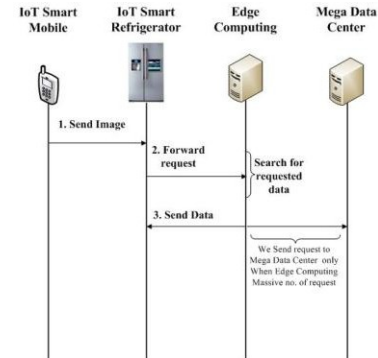 IoT Smart
Mobile
IoT Smart
Refrigerator
Edge
Computing
Mega Data
Center
1. Send Image
2. Forward
request
Search for
requested
data
3. Send Data
We Send request to
Mega Data Center only
When Edge Computing
Massive no. of request